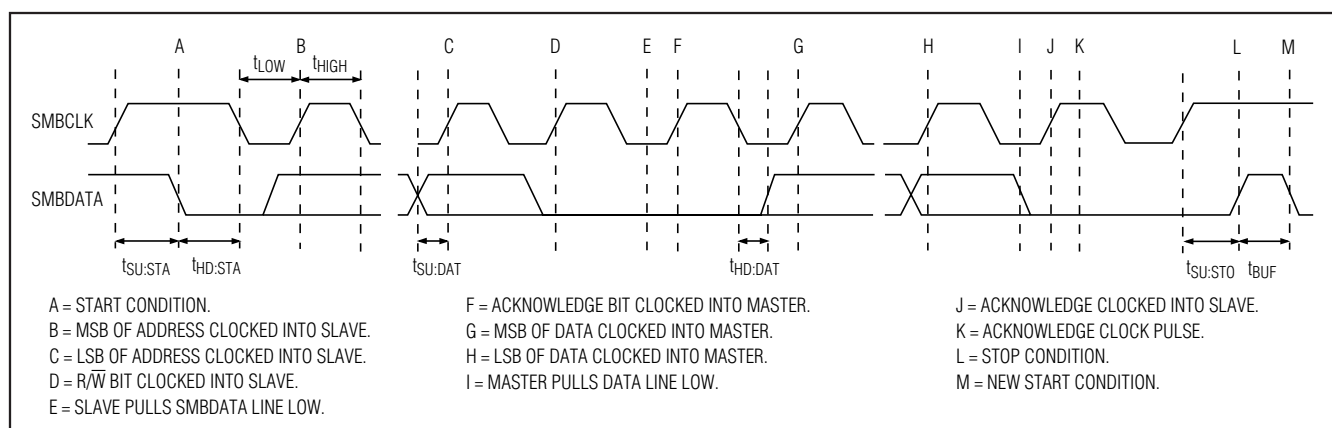 A B C D E F G H I J K L M
tLOW tHIGH
SMBCLK
SMBDATA
tSU:STA tHD:STA tSU:DAT tHD:DAT tSU:STO tBUF
A = START CONDITION.
B = MSB OF ADDRESS CLOCKED INTO SLAVE.
C = LSB OF ADDRESS CLOCKED INTO SLAVE.
D = R/W̅ BIT CLOCKED INTO SLAVE.
E = SLAVE PULLS SMBDATA LINE LOW.
F = ACKNOWLEDGE BIT CLOCKED INTO MASTER.
G = MSB OF DATA CLOCKED INTO MASTER.
H = LSB OF DATA CLOCKED INTO MASTER.
I = MASTER PULLS DATA LINE LOW.
J = ACKNOWLEDGE CLOCKED INTO SLAVE.
K = ACKNOWLEDGE CLOCK PULSE.
L = STOP CONDITION.
M = NEW START CONDITION.